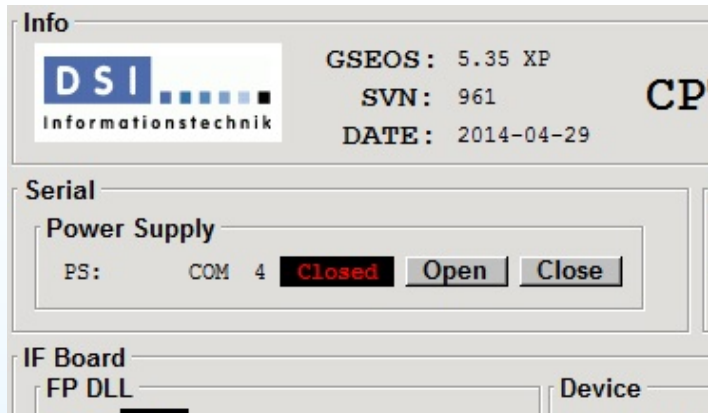 Info
DSI
Informationstechnik
GSEOS: 5.35 XP
SVN: 961
DATE: 2014-04-29
Serial
Power Supply
PS: COM 4 Closed Open Close
IF Board
FP DLL
Device